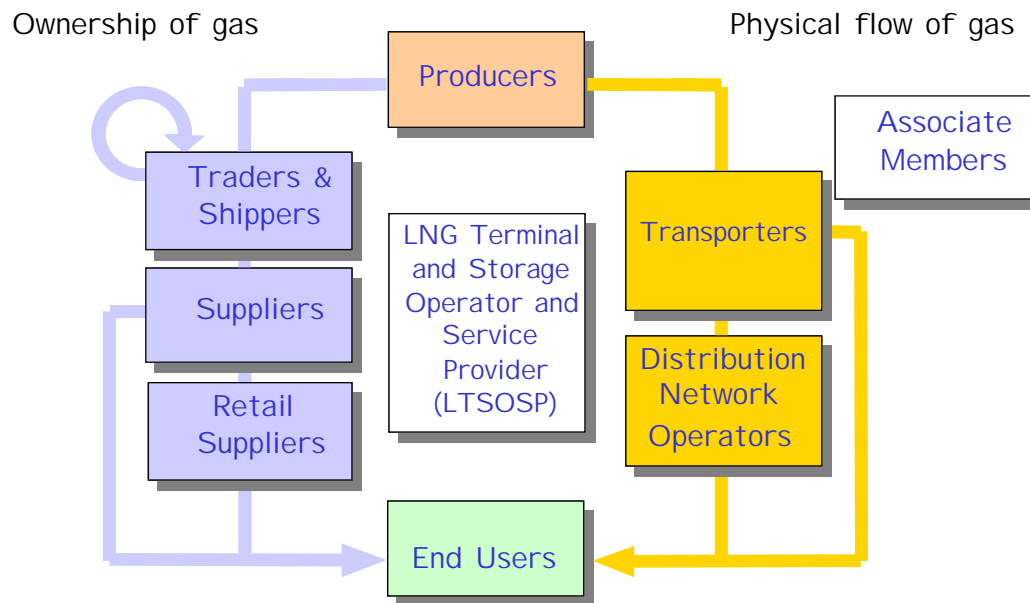 Ownership of gas
Physical flow of gas
Producers
Associate
Members
Traders &
Shippers
LNG Terminal
and Storage
Operator and
Service
Provider
(LTSOSP)
Transporters
Suppliers
Distribution
Network
Operators
Retail
Suppliers
End Users